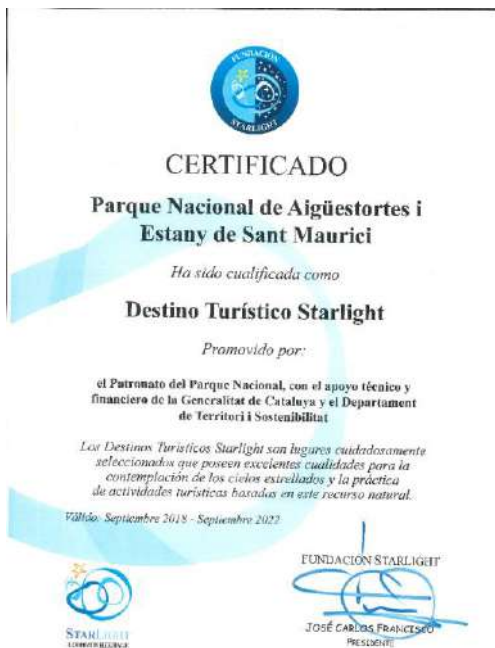 FUNDACIÓN
STARLIGHT
CERTIFICADO
Parque Nacional de Aigüestortes i
Estany de Sant Maurici
Ha sido cualificada como
Destino Turístico Starlight
Promovido por:
el Patronato del Parque Nacional, con el apoyo técnico y
financiero de la Generalitat de Cataluya y el Departament
de Territori i Sostenibilitat
Los Destinos Turísticos Starlight son lugares cuidadosamente
seleccionados que poseen excelentes cualidades para la
contemplación de los cielos estrellados y la práctica
de actividades turísticas basadas en este recurso natural.
Válido: Septiembre 2018 - Septiembre 2022
FUNDACIÓN STARLIGHT
JOSÉ CARLOS FRANCISCO
PRESIDENTE
STARLIGHT